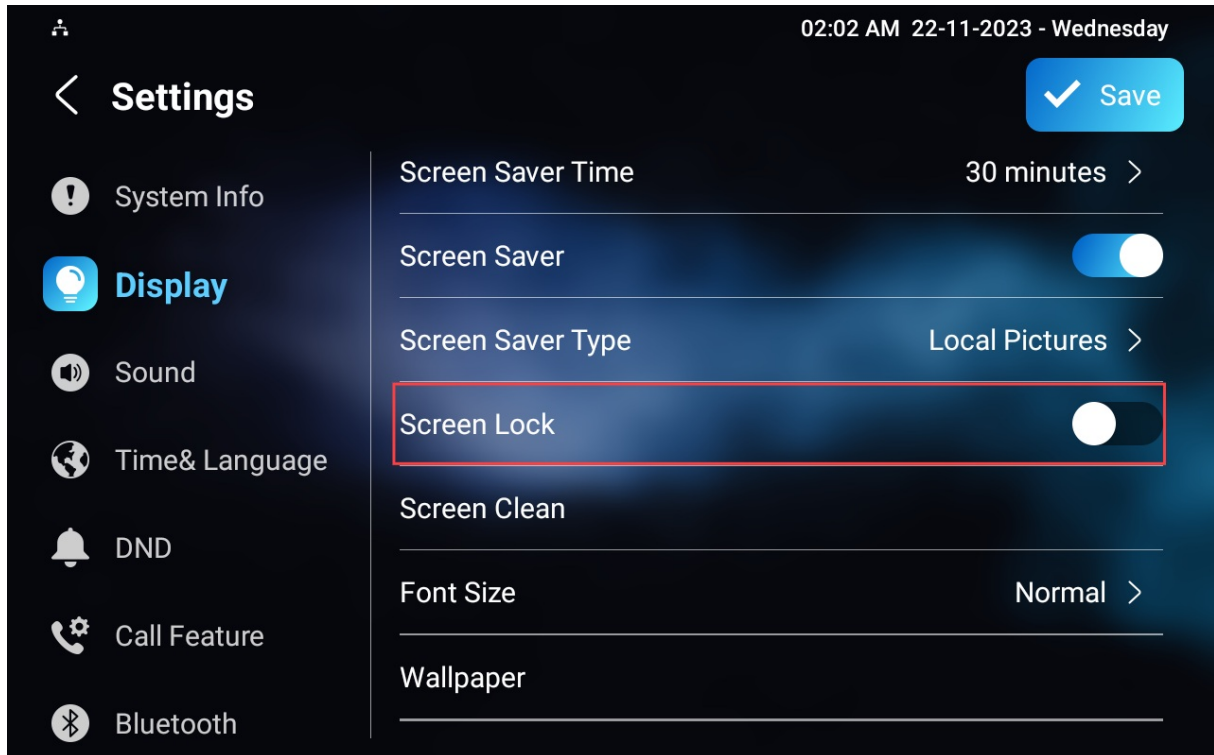 02:02 AM 22-11-2023 - Wednesday
Settings
Save
System Info
Display
Sound
Time& Language
DND
Call Feature
Bluetooth
Screen Saver Time 30 minutes
Screen Saver
Screen Saver Type Local Pictures
Screen Lock
Screen Clean
Font Size Normal
Wallpaper